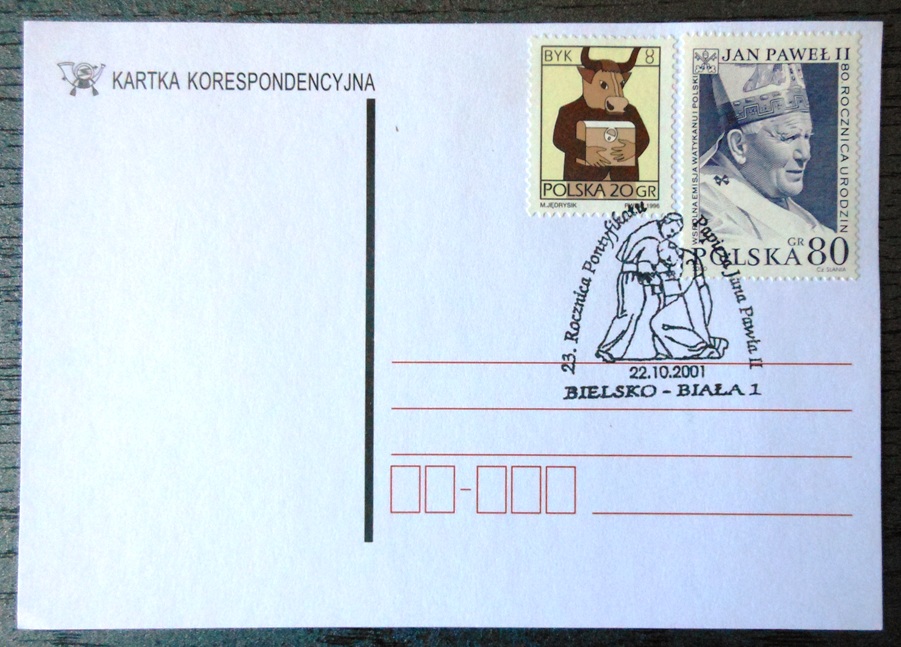 KARTKA KORESPONDENCYJNA
BYK
POLSKA 20 GR
M.JĘDRYSIK
1996
JAN PAWEŁ II
80. ROCZNICA URODZIN
WSPÓLNA EMISJA WATYKANU I POLSKI
POLSKA GR 80
23. Rocznica Pontyfikatu Papieża Jana Pawła II
22.10.2001
BIELSKO - BIAŁA 1